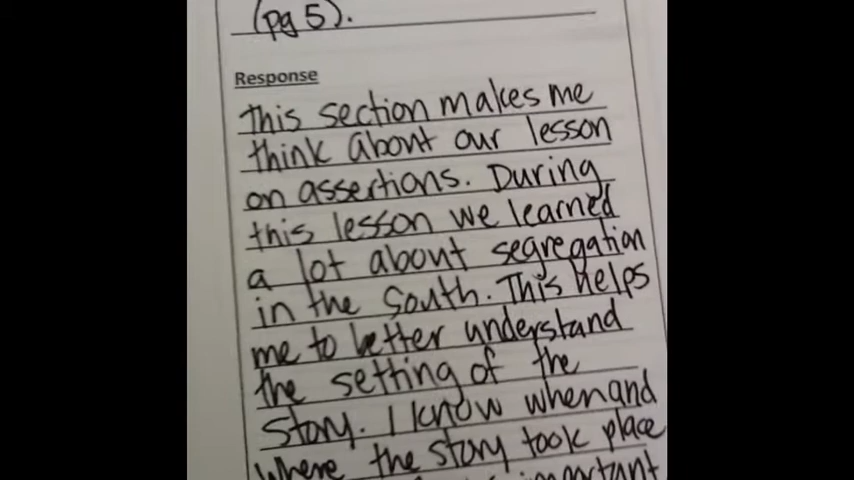 (pg 5).
Response
this section makes me
think about our lesson
on assertions. During
this lesson we learned
a lot about segregation
in the South. This helps
me to better understand
the setting of the
Story. I know when and
where the story took place
important